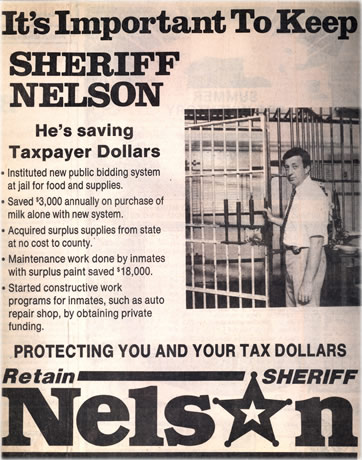 It's Important To Keep
SHERIFF
NELSON
He's saving
Taxpayer Dollars
• Instituted new public bidding system
at jail for food and supplies.
• Saved $3,000 annually on purchase of
milk alone with new system.
• Acquired surplus supplies from state
at no cost to county.
• Maintenance work done by inmates
with surplus paint saved $18,000.
• Started constructive work
programs for inmates, such as auto
repair shop, by obtaining private
funding.
PROTECTING YOU AND YOUR TAX DOLLARS
Retain SHERIFF
Nelson